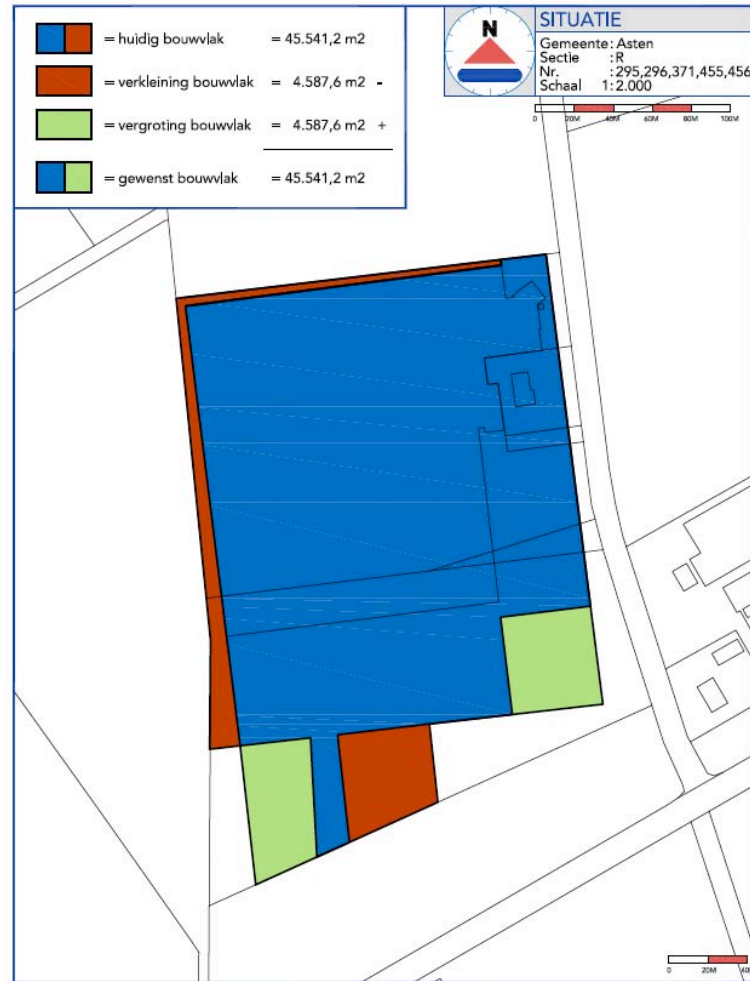 = huidig bouwvlak = 45.541,2 m2
= verkleining bouwvlak = 4.587,6 m2 -
= vergroting bouwvlak = 4.587,6 m2 +
= gewenst bouwvlak = 45.541,2 m2
N
SITUATIE
Gemeente: Asten
Sectie :R
Nr. :295,296,371,455,456
Schaal 1:2.000
0 20M 40M 60M 80M 100M
0 20M 40